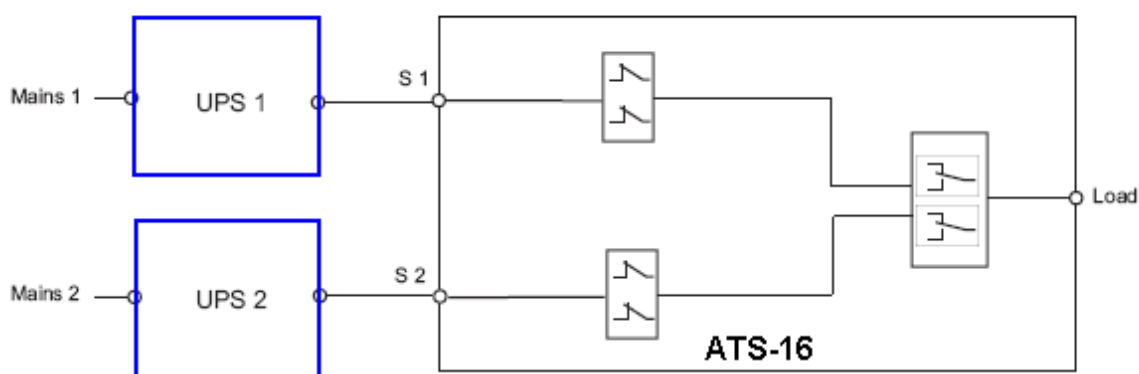 S 1
Mains 1
UPS 1
Load
S 2
Mains 2
UPS 2
ATS-16